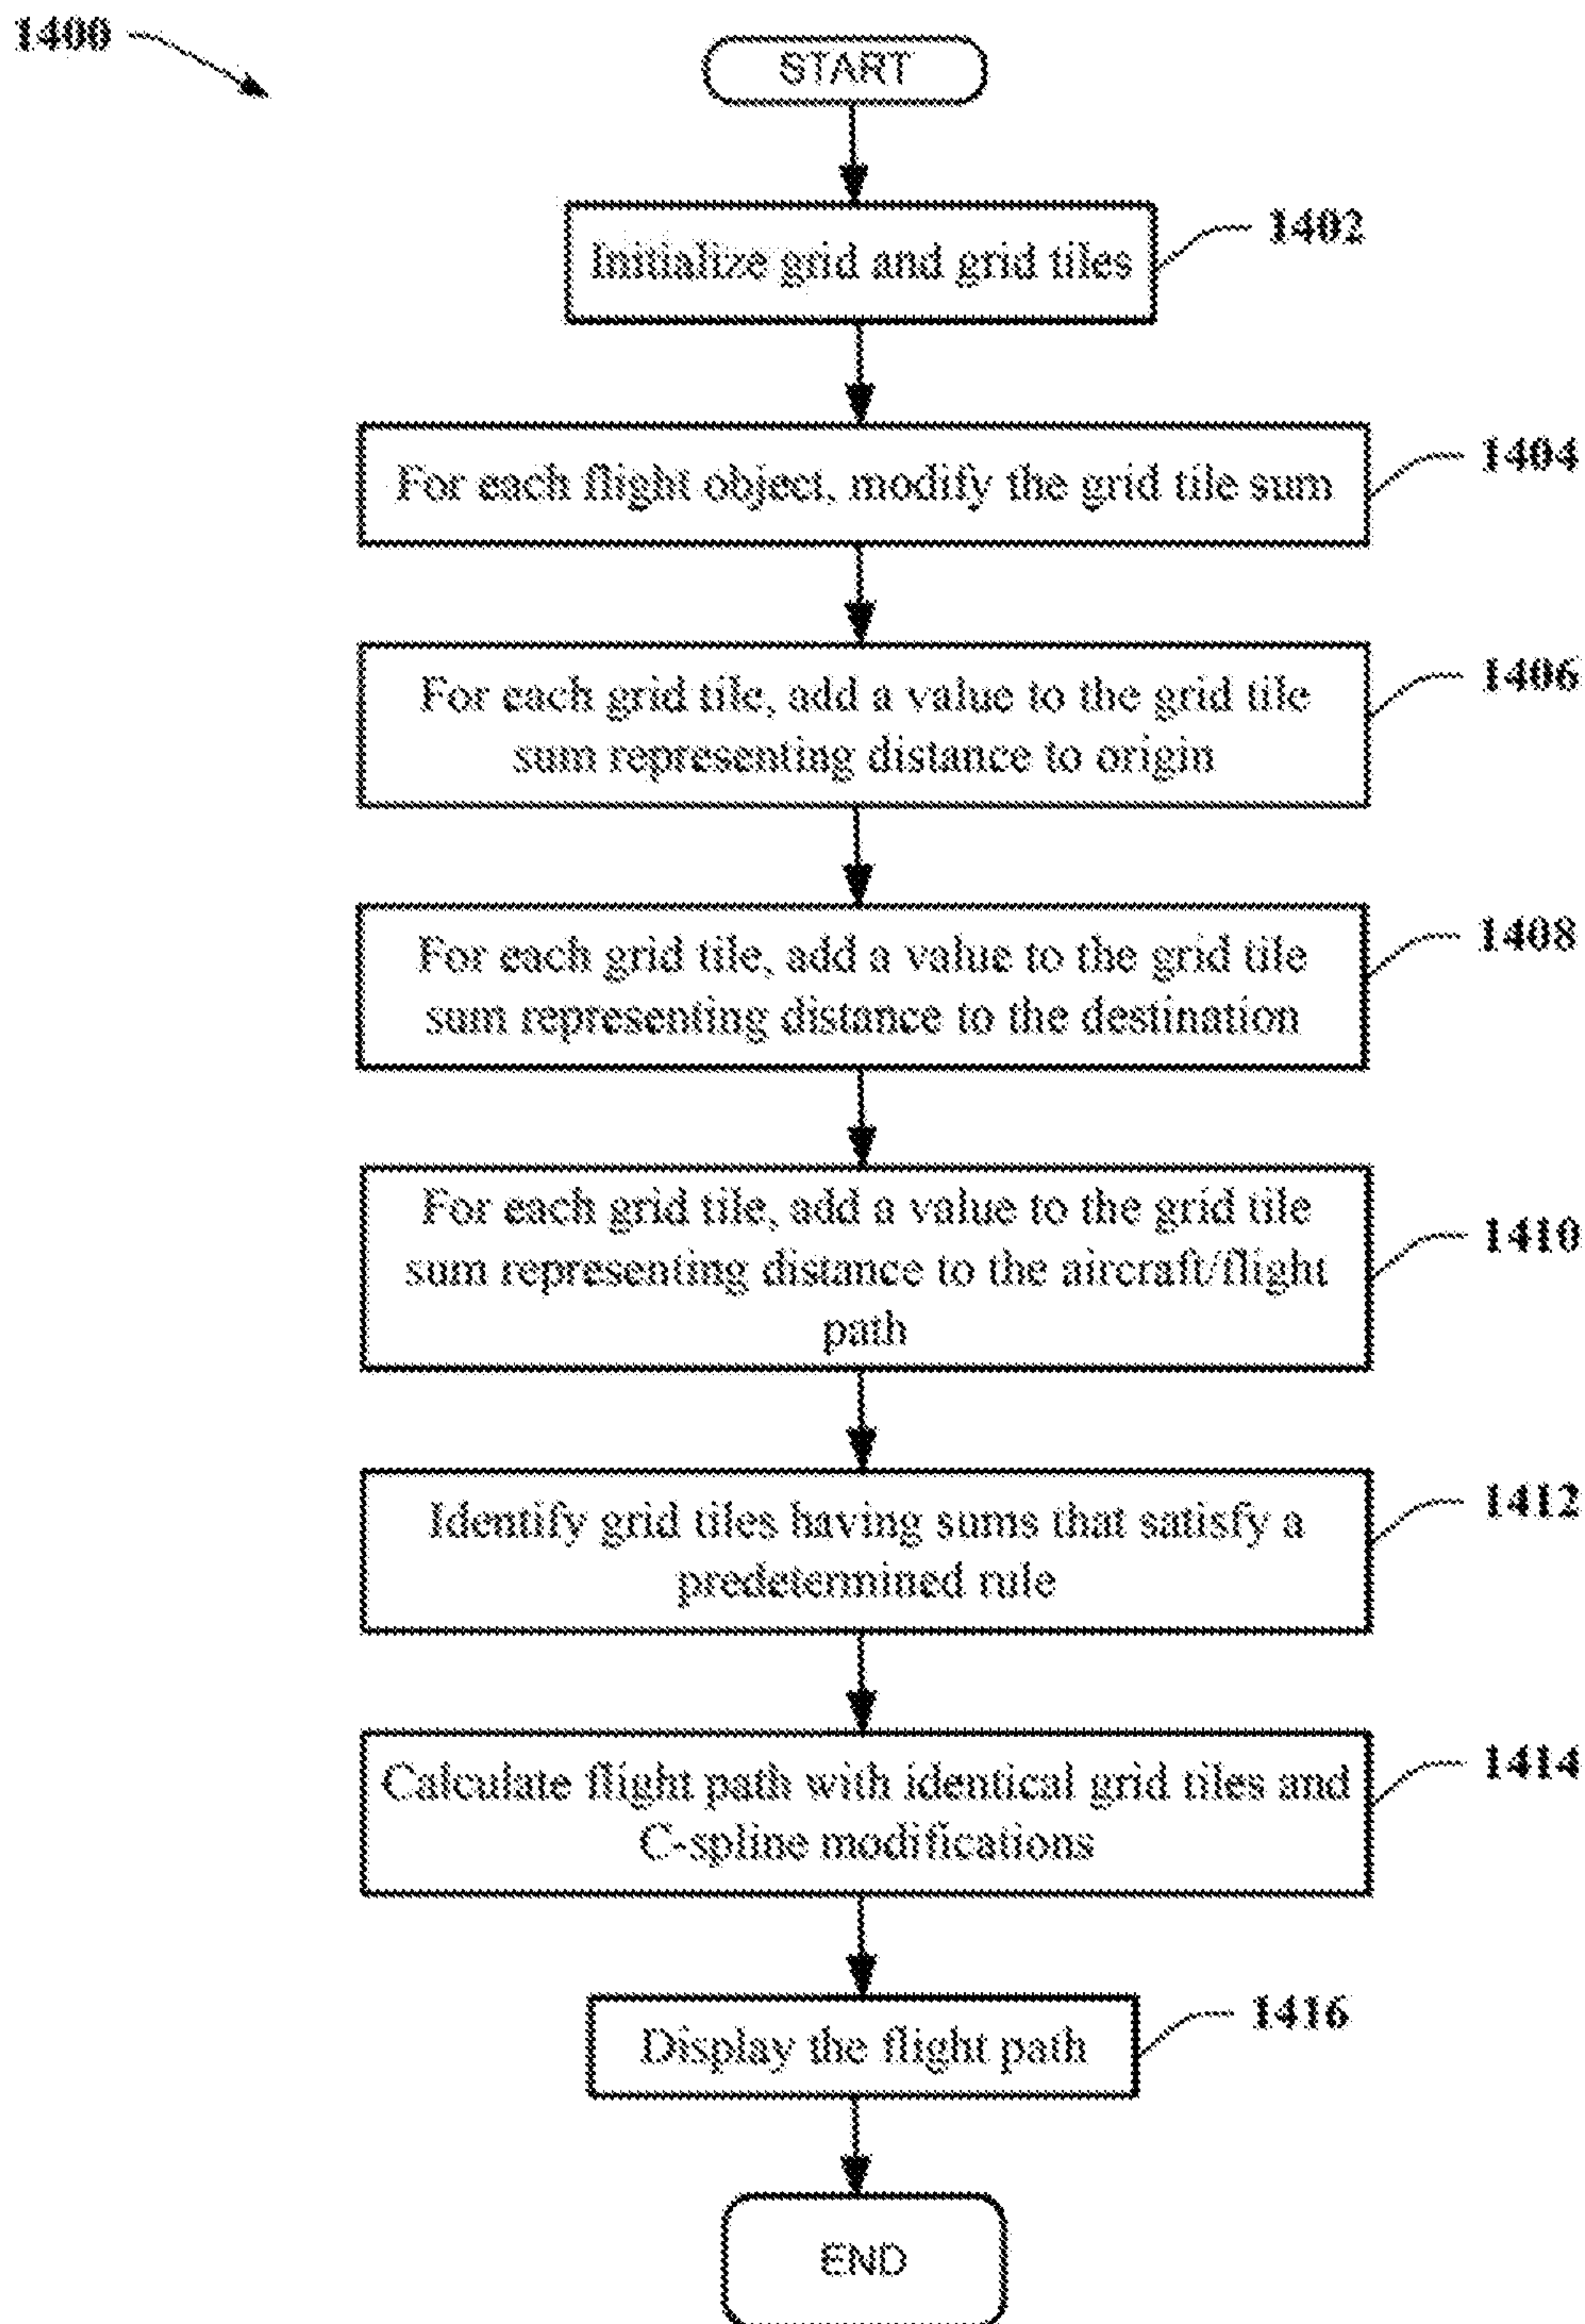 1400
START
Initialize grid and grid tiles
1402
For each flight object, modify the grid tile sum
1404
For each grid tile, add a value to the grid tile
sum representing distance to origin
1406
For each grid tile, add a value to the grid tile
sum representing distance to the destination
1408
For each grid tile, add a value to the grid tile
sum representing distance to the aircraft/flight
path
1410
Identify grid tiles having sums that satisfy a
predetermined rule
1412
Calculate flight path with identical grid tiles and
C-spline modifications
1414
Display the flight path
1416
END